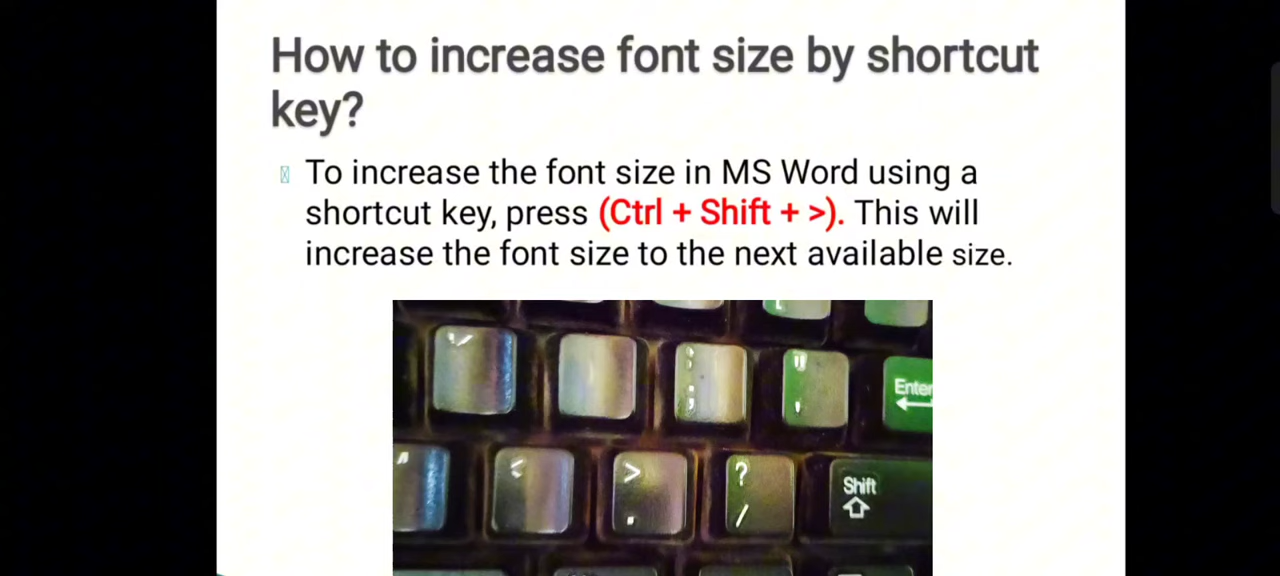 How to increase font size by shortcut
key?
To increase the font size in MS Word using a
shortcut key, press (Ctrl + Shift + >). This will
increase the font size to the next available size.
: ;
" '
Enter
<
> .
? /
Shift